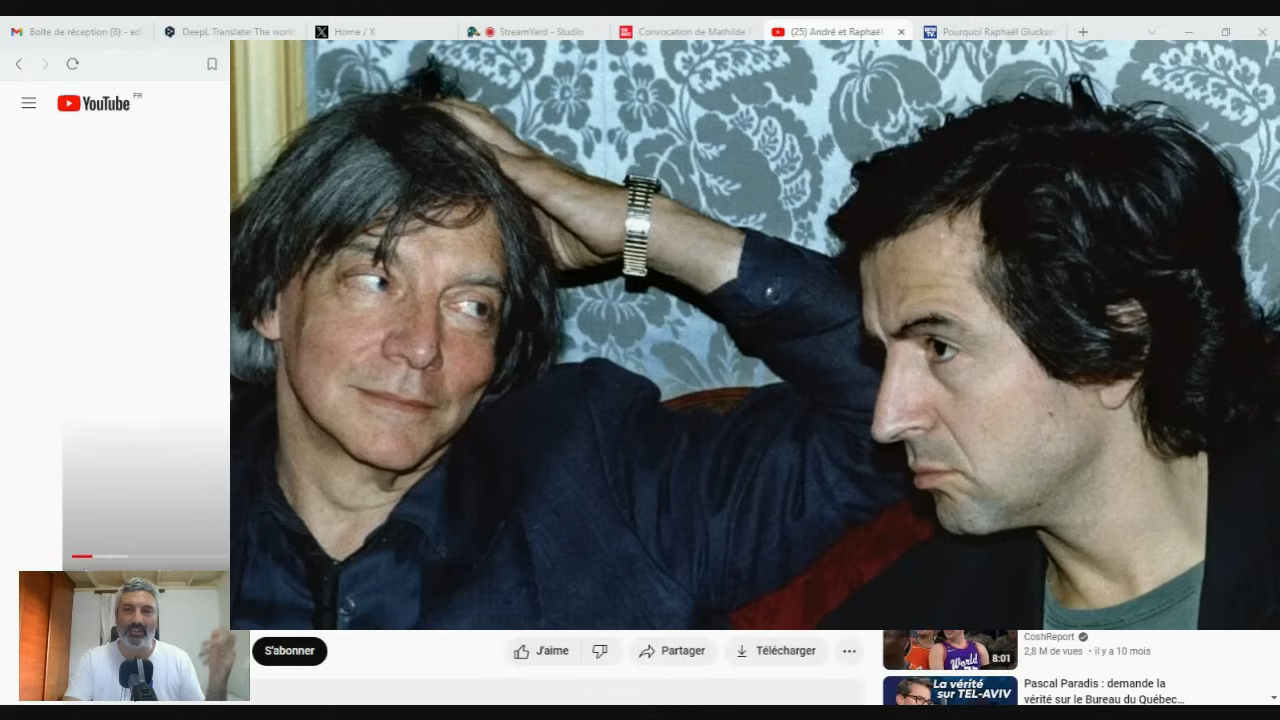 Boîte de réception (8) - ed
DeepL Translate: The world
Home / X
StreamYard - Studio
Convocation de Mathilde
(25) André et Raphaël
Pourquoi Raphaël Glucksm
YouTube FR
S'abonner
J'aime
Partager
Télécharger
CoshReport
2,8 M de vues • il y a 10 mois
World
8:01
La vérité
sur TEL-AVIV
Pascal Paradis : demande la
vérité sur le Bureau du Québec...